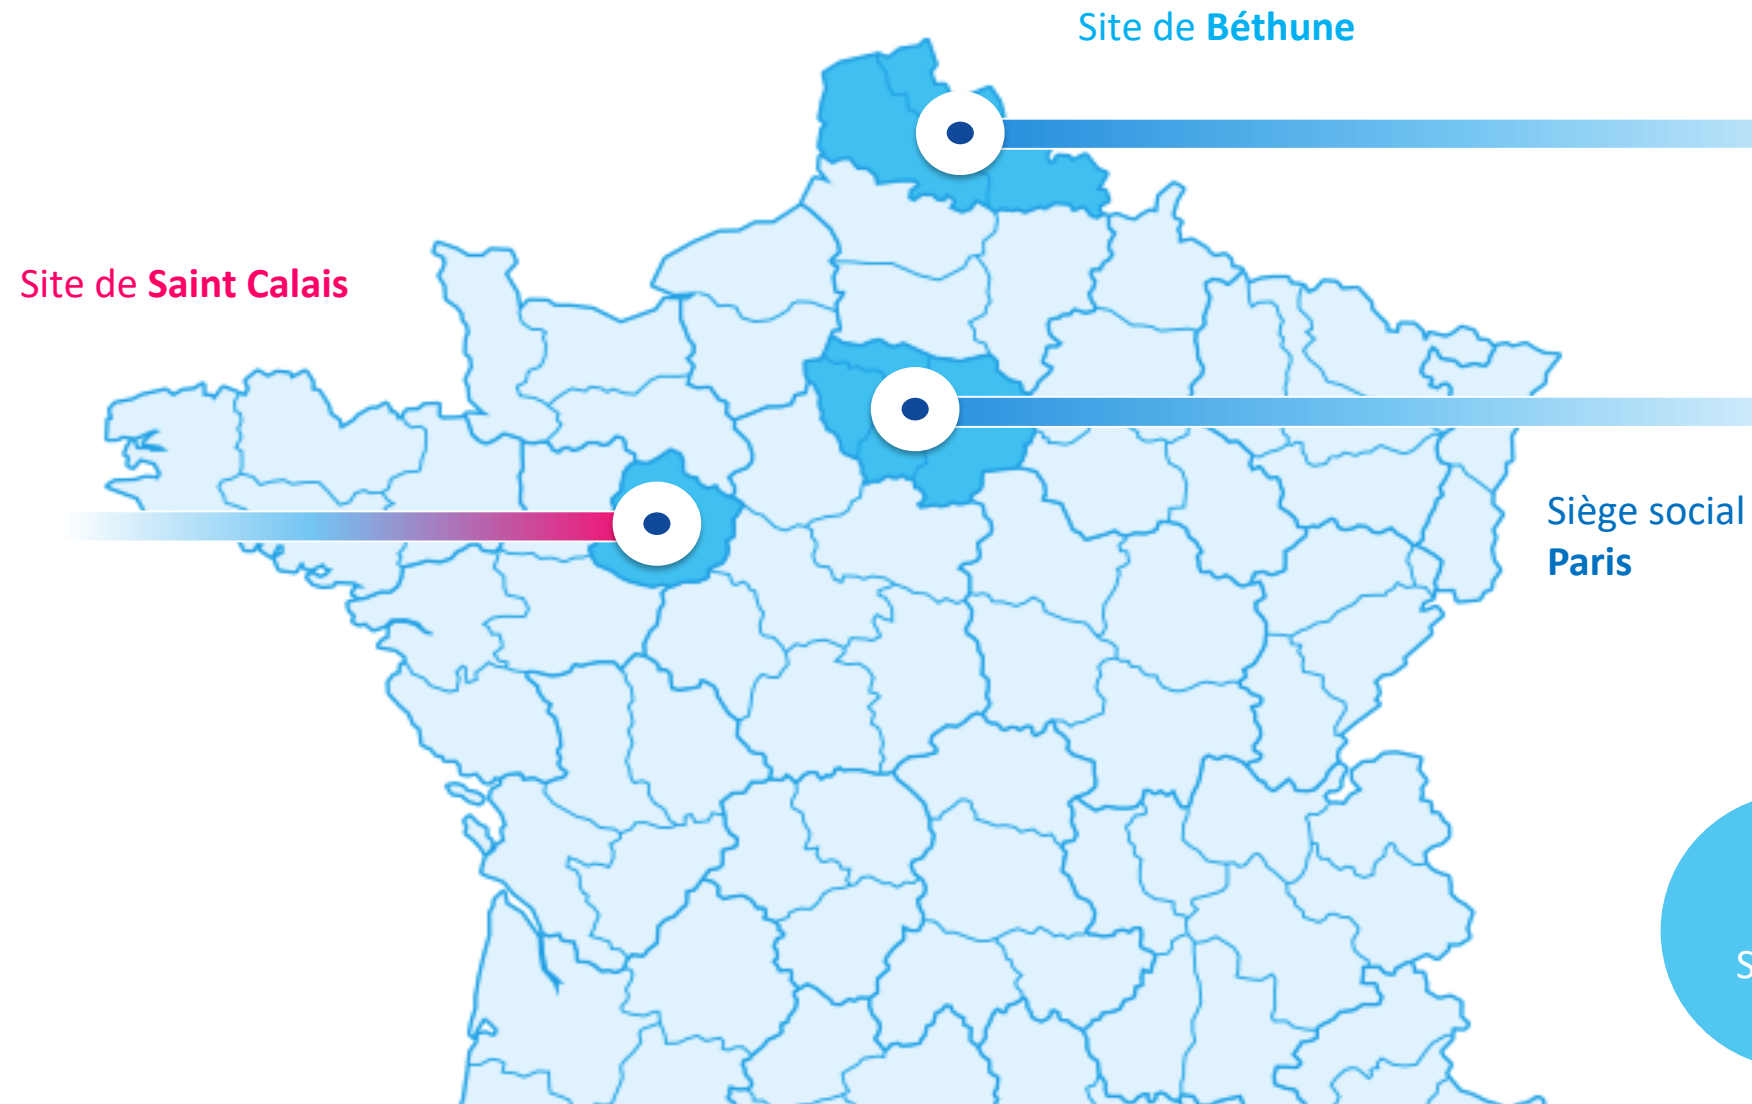 Site de Béthune
Site de Saint Calais
Siège social
Paris
S